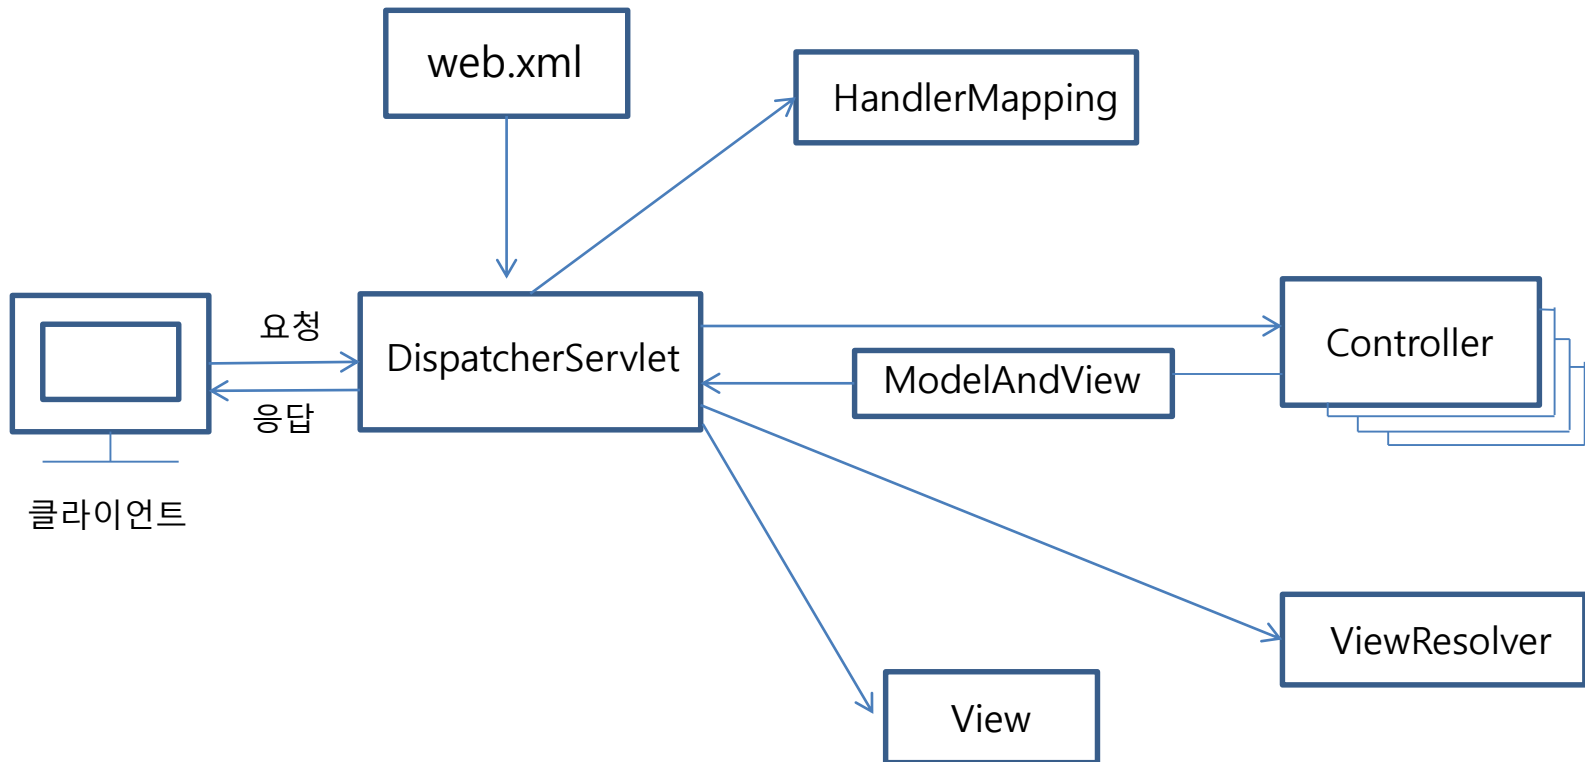 web.xml
HandlerMapping
요청
DispatcherServlet
Controller
ModelAndView
응답
클라이언트
ViewResolver
View